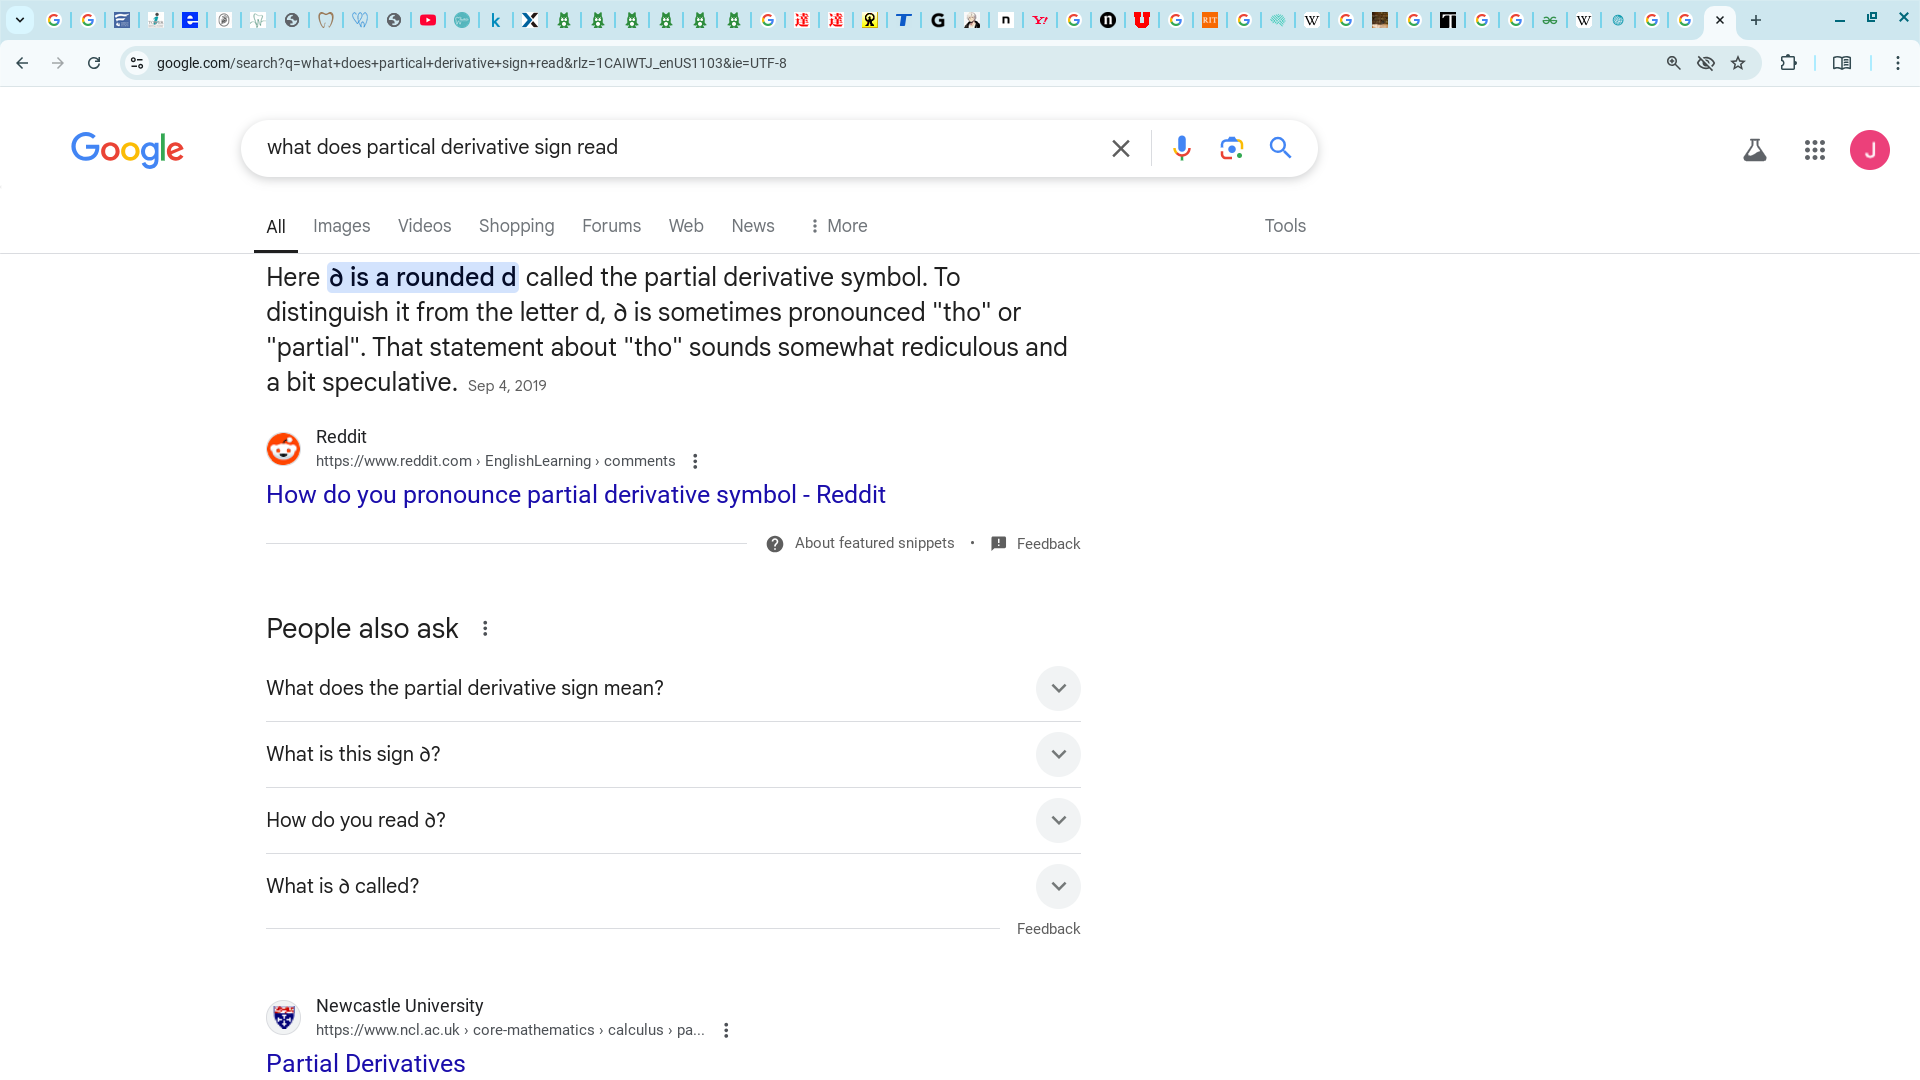 google.com/search?q=what+does+partical+derivative+sign+read&rlz=1CAIWTJ_enUS1103&ie=UTF-8
Google
what does partical derivative sign read
J
All
Images
Videos
Shopping
Forums
Web
News
More
Tools
Here ∂ is a rounded d called the partial derivative symbol. To
distinguish it from the letter d, ∂ is sometimes pronounced "tho" or
"partial". That statement about "tho" sounds somewhat rediculous and
a bit speculative. Sep 4, 2019
Reddit
https://www.reddit.com › EnglishLearning › comments
How do you pronounce partial derivative symbol - Reddit
About featured snippets • Feedback
People also ask
What does the partial derivative sign mean?
What is this sign ∂?
How do you read ∂?
What is ∂ called?
Feedback
Newcastle University
https://www.ncl.ac.uk › core-mathematics › calculus › pa...
Partial Derivatives